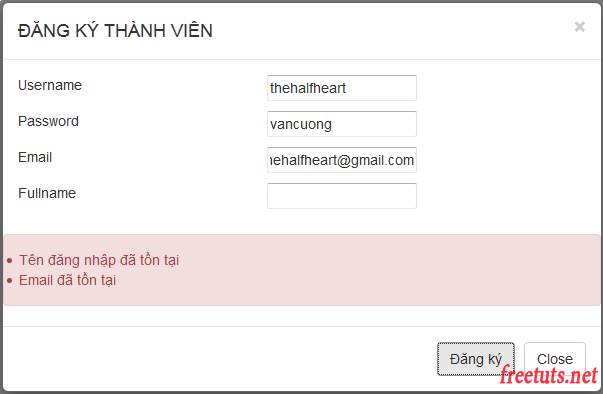 ĐĂNG KÝ THÀNH VIÊN ×
Username thehalfheart
Password vancuong
Email hehalfheart@gmail.com
Fullname
Tên đăng nhập đã tồn tại
Email đã tồn tại
Đăng ký Close
freetuts.net